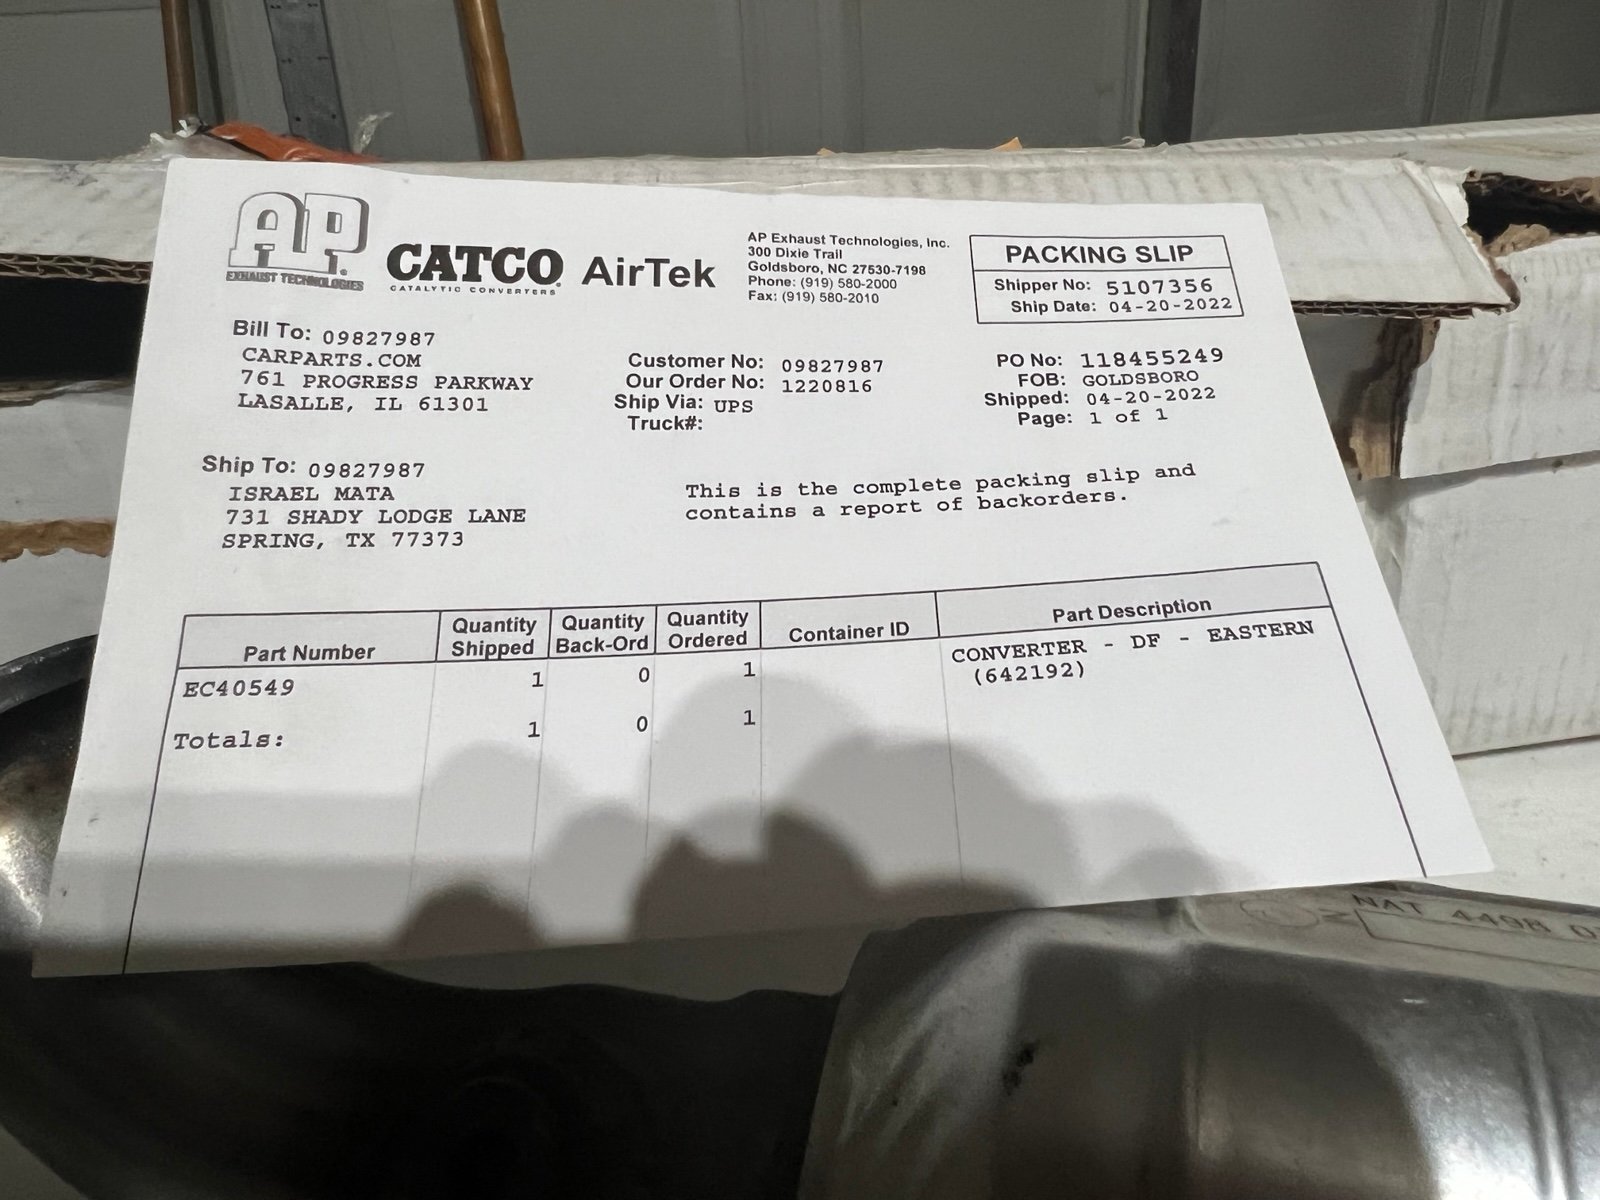 AP
EXHAUST TECHNOLOGIES
CATCO
CATALYTIC CONVERTERS
AirTek
AP Exhaust Technologies, Inc.
300 Dixie Trail
Goldsboro, NC 27530-7198
Phone: (919) 580-2000
Fax: (919) 580-2010
PACKING SLIP
Shipper No: 5107356
Ship Date: 04-20-2022
Bill To: 09827987
CARPARTS.COM
761 PROGRESS PARKWAY
LASALLE, IL 61301
Customer No: 09827987
Our Order No: 1220816
Ship Via: UPS
Truck#:
PO No: 118455249
FOB: GOLDSBORO
Shipped: 04-20-2022
Page: 1 of 1
Ship To: 09827987
ISRAEL MATA
731 SHADY LODGE LANE
SPRING, TX 77373
This is the complete packing slip and
contains a report of backorders.
Part Number Quantity Shipped Quantity Back-Ord Quantity Ordered Container ID Part Description
EC40549 1 0 1 CONVERTER - DF - EASTERN
(642192)
Totals: 1 0 1
NAT 4498